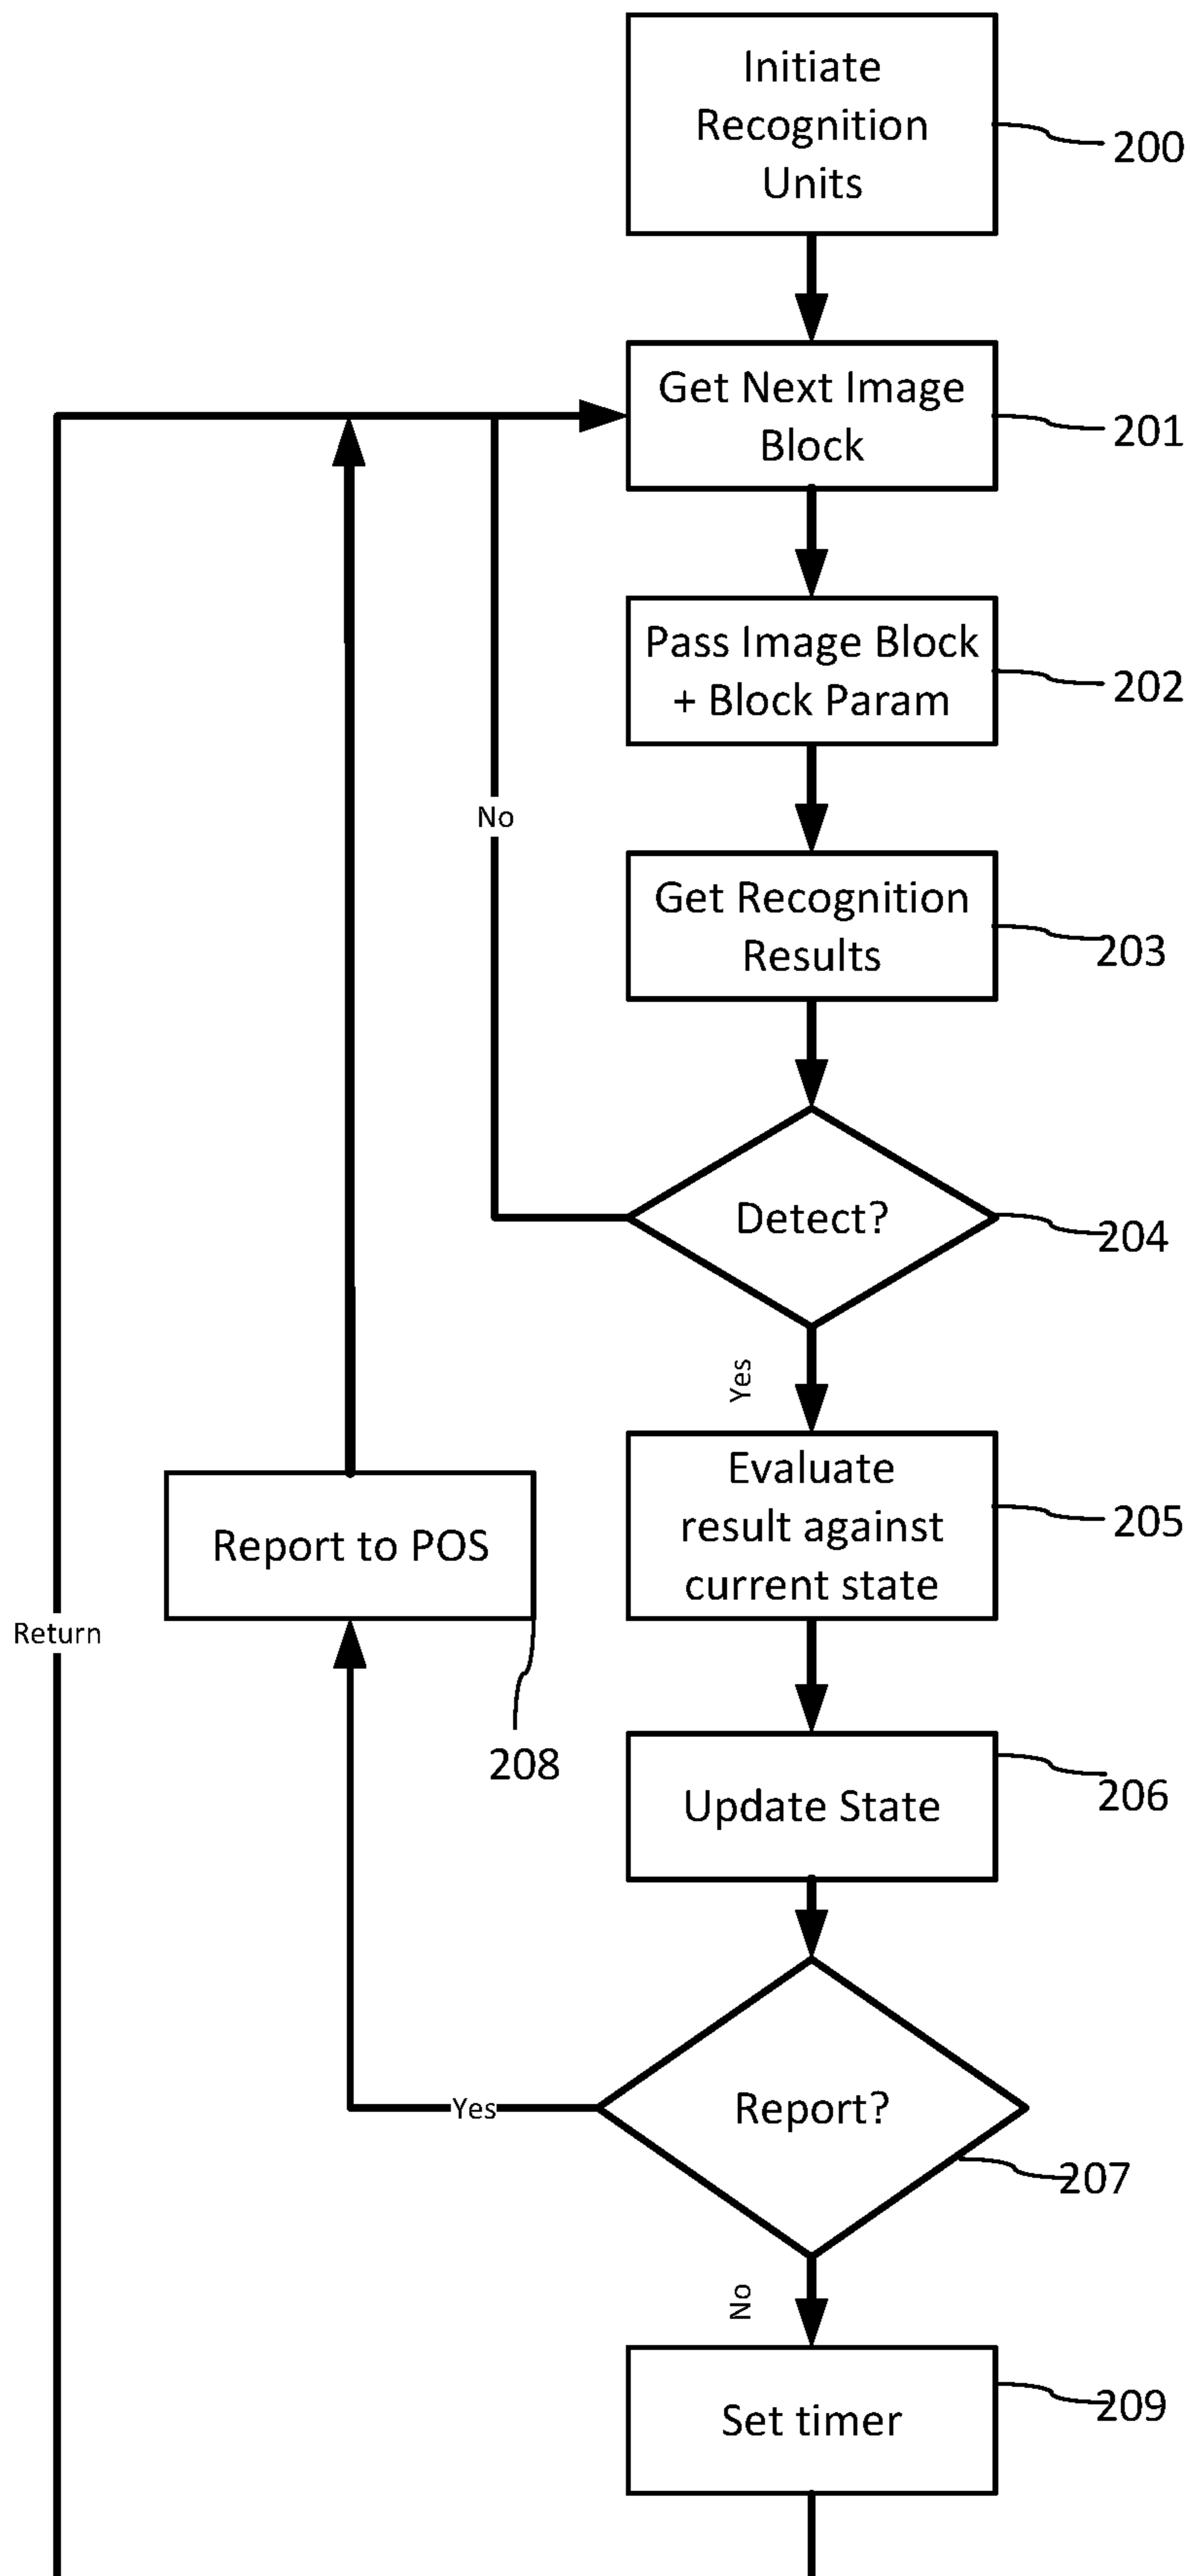 Initiate
Recognition
Units
200
Get Next Image
Block
201
Pass Image Block
+ Block Param
202
No
Get Recognition
Results
203
Detect?
204
Yes
Evaluate
result against
current state
205
Report to POS
Return
208
Update State
206
Report?
Yes
207
No
Set timer
209